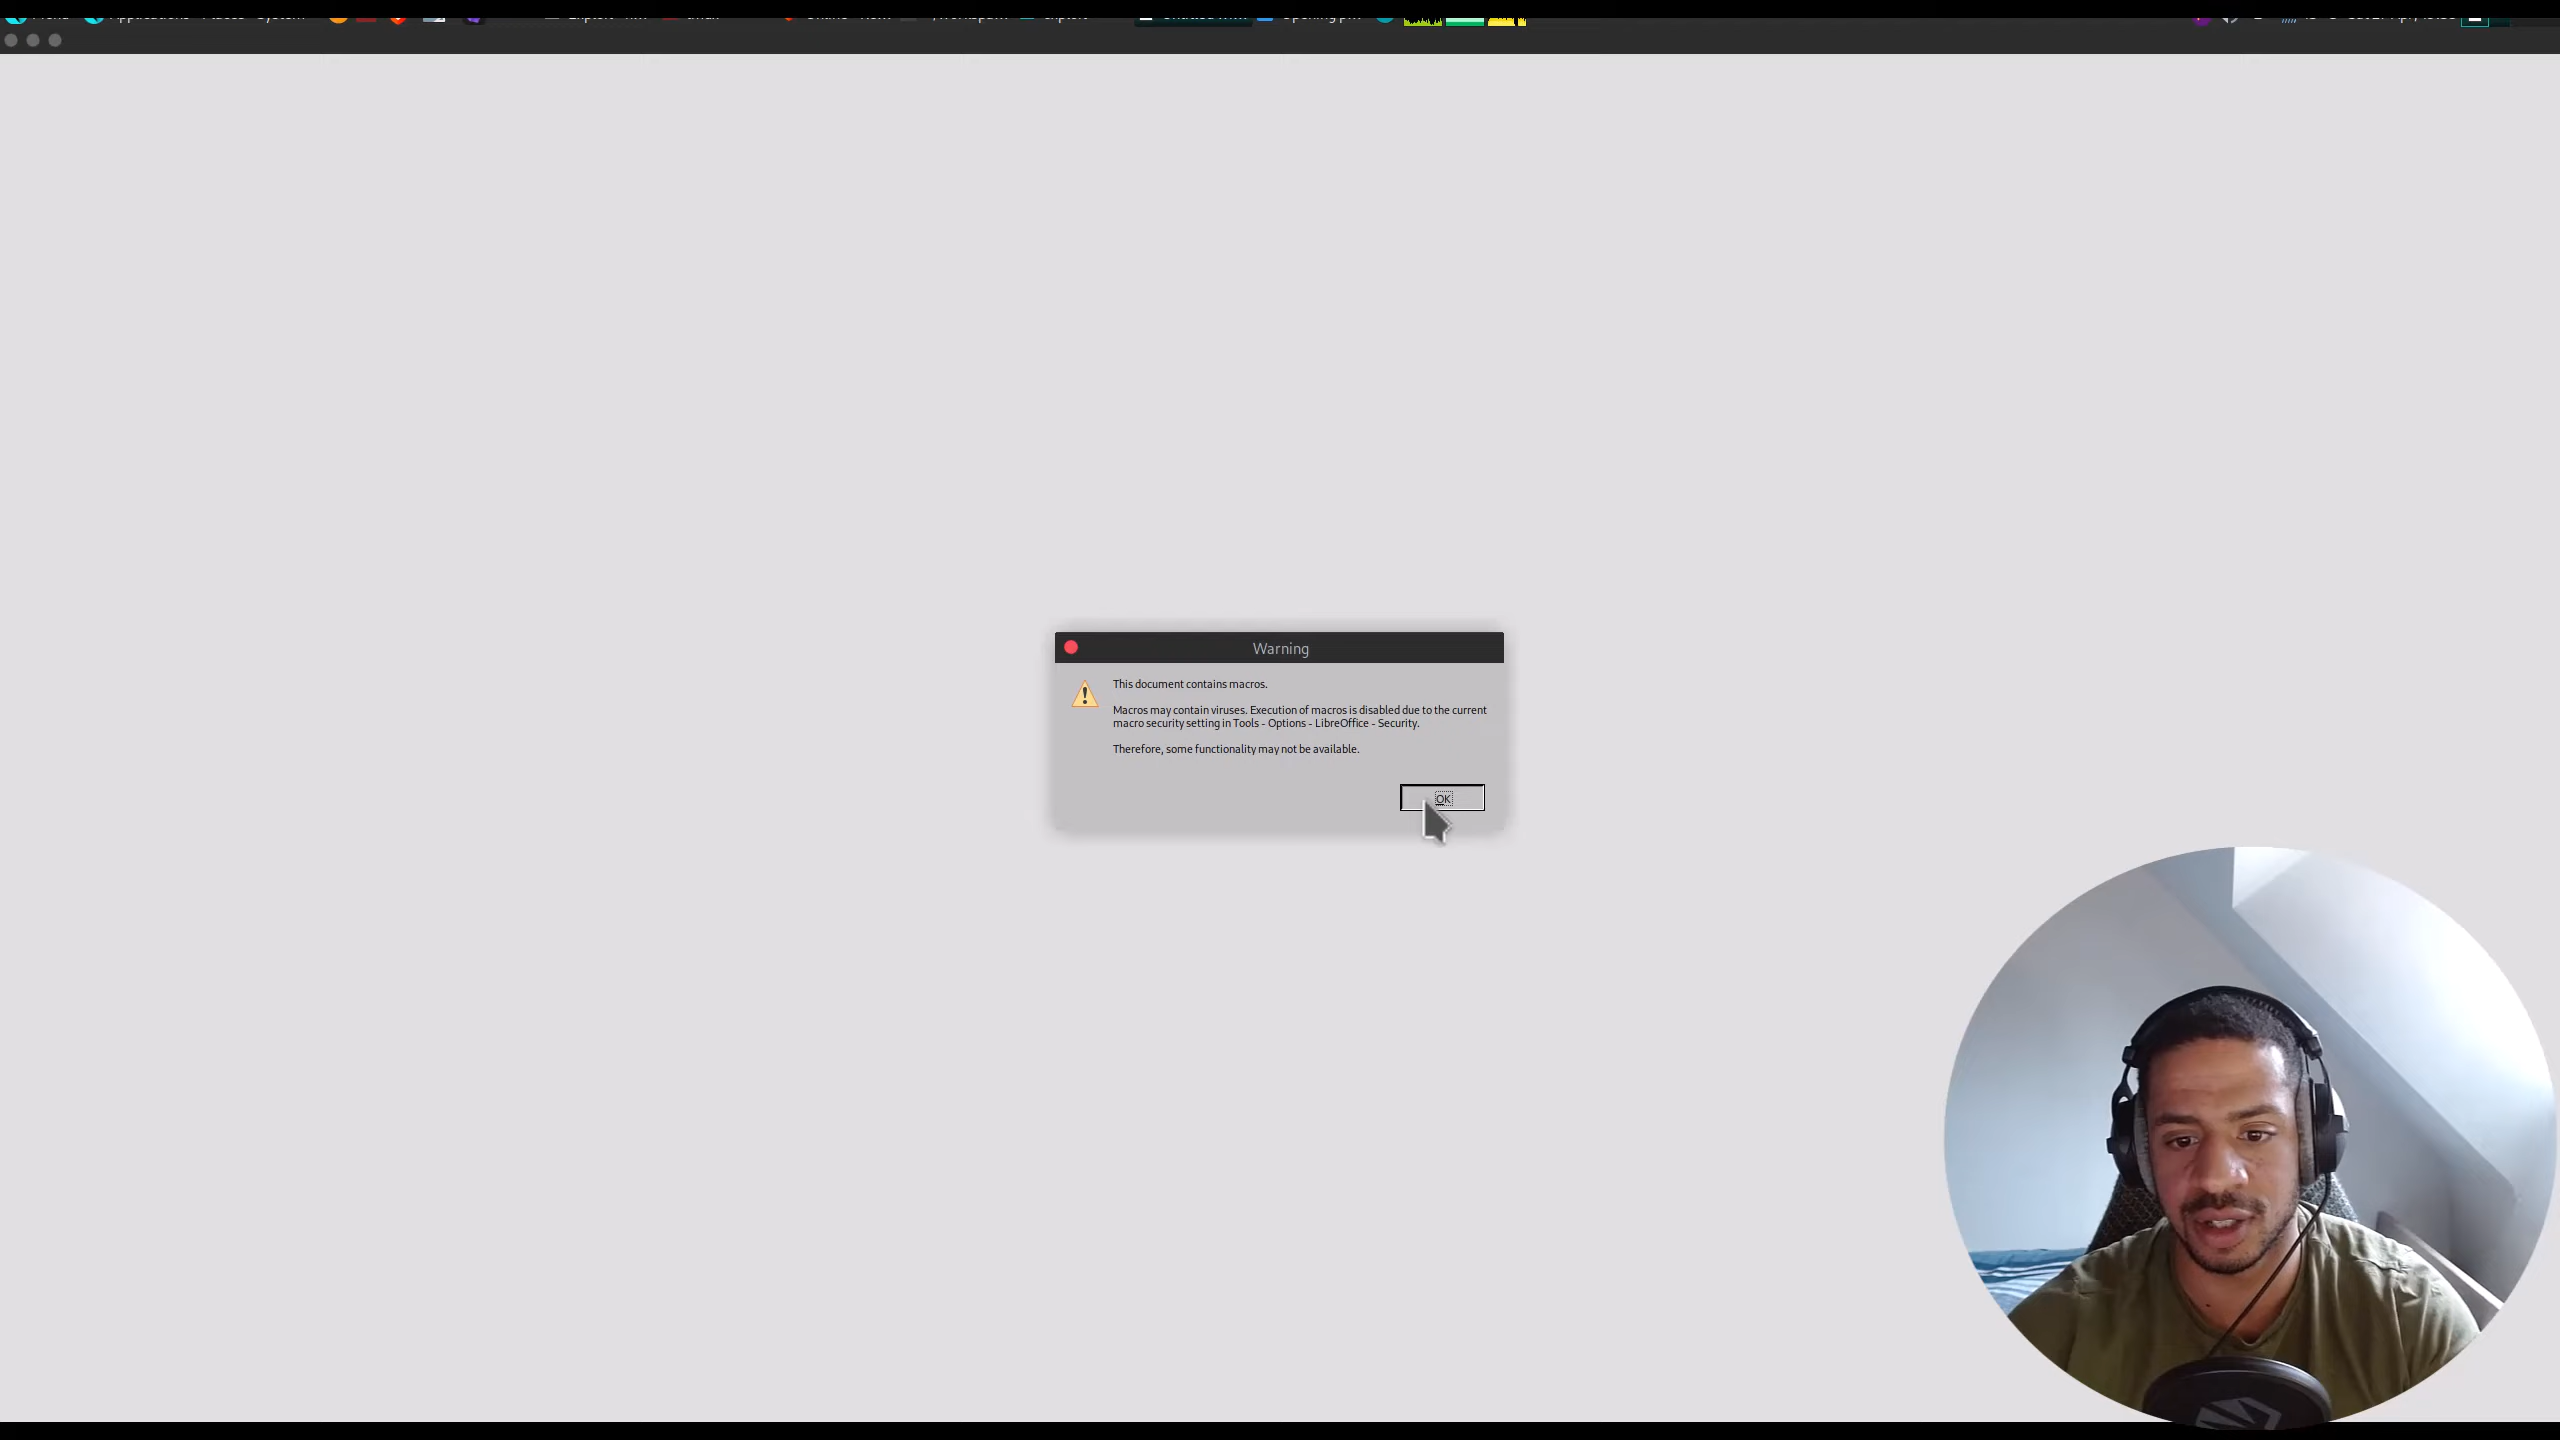 Warning
This document contains macros.
Macros may contain viruses. Execution of macros is disabled due to the current
macro security setting in Tools - Options - LibreOffice - Security.
Therefore, some functionality may not be available.
OK